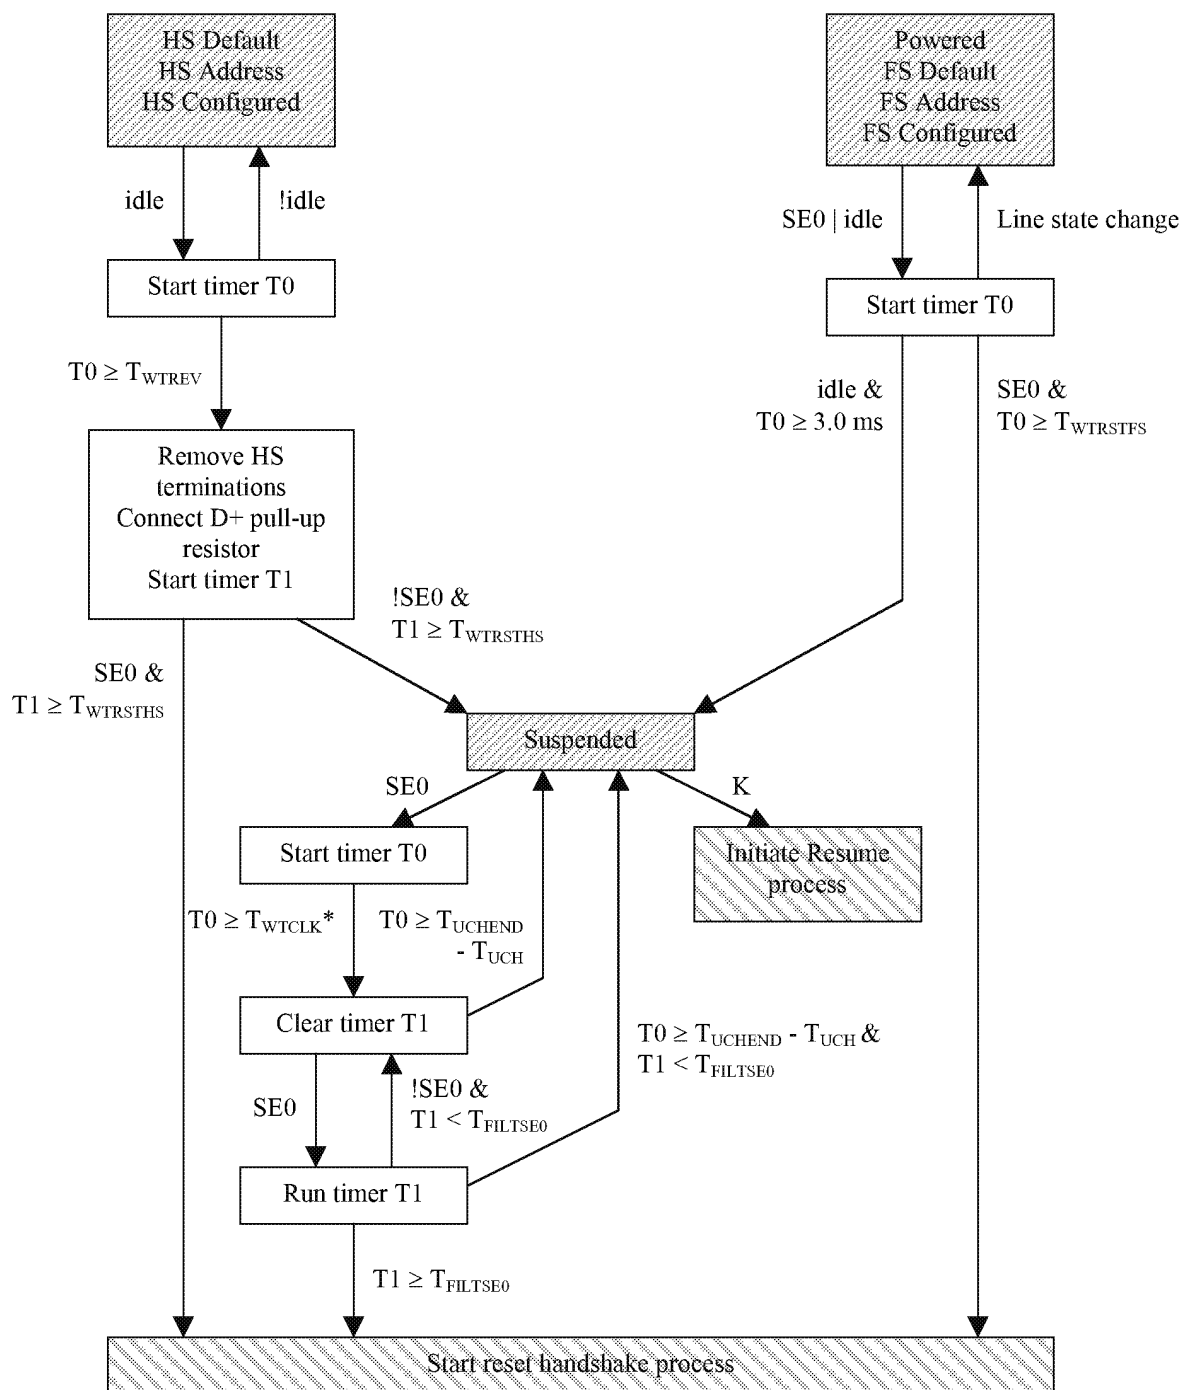 HS Default
HS Address
HS Configured
Powered
FS Default
FS Address
FS Configured
idle
!idle
SE0 | idle
Line state change
Start timer T0
Start timer T0
T0 ≥ TWTREV
idle &
T0 ≥ 3.0 ms
SE0 &
T0 ≥ TWTRSTFS
Remove HS
terminations
Connect D+ pull-up
resistor
Start timer T1
!SE0 &
T1 ≥ TWTRSTHS
SE0 &
T1 ≥ TWTRSTHS
Suspended
SE0
K
Start timer T0
Initiate Resume
process
T0 ≥ TWTCLK*
T0 ≥ TUCHEND
- TUCH
Clear timer T1
T0 ≥ TUCHEND - TUCH &
T1 < TFILTSE0
SE0
!SE0 &
T1 < TFILTSE0
Run timer T1
T1 ≥ TFILTSE0
Start reset handshake process